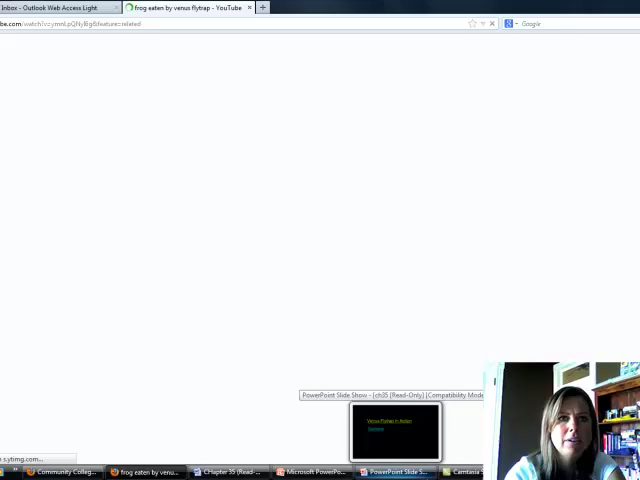 Inbox - Outlook Web Access Light
frog eaten by venus flytrap - YouTube
be.com/watch?v=ymnLpQNyl8g&feature=related
Google
PowerPoint Slide Show - [ch35 [Read-Only] [Compatibility Mode
Venus Flytrap in Action!
s.ytimg.com...
Community Colleg...
frog eaten by venu...
CHapter 35 (Read-...
Microsoft PowerPo...
PowerPoint Slide S...
Camtasia